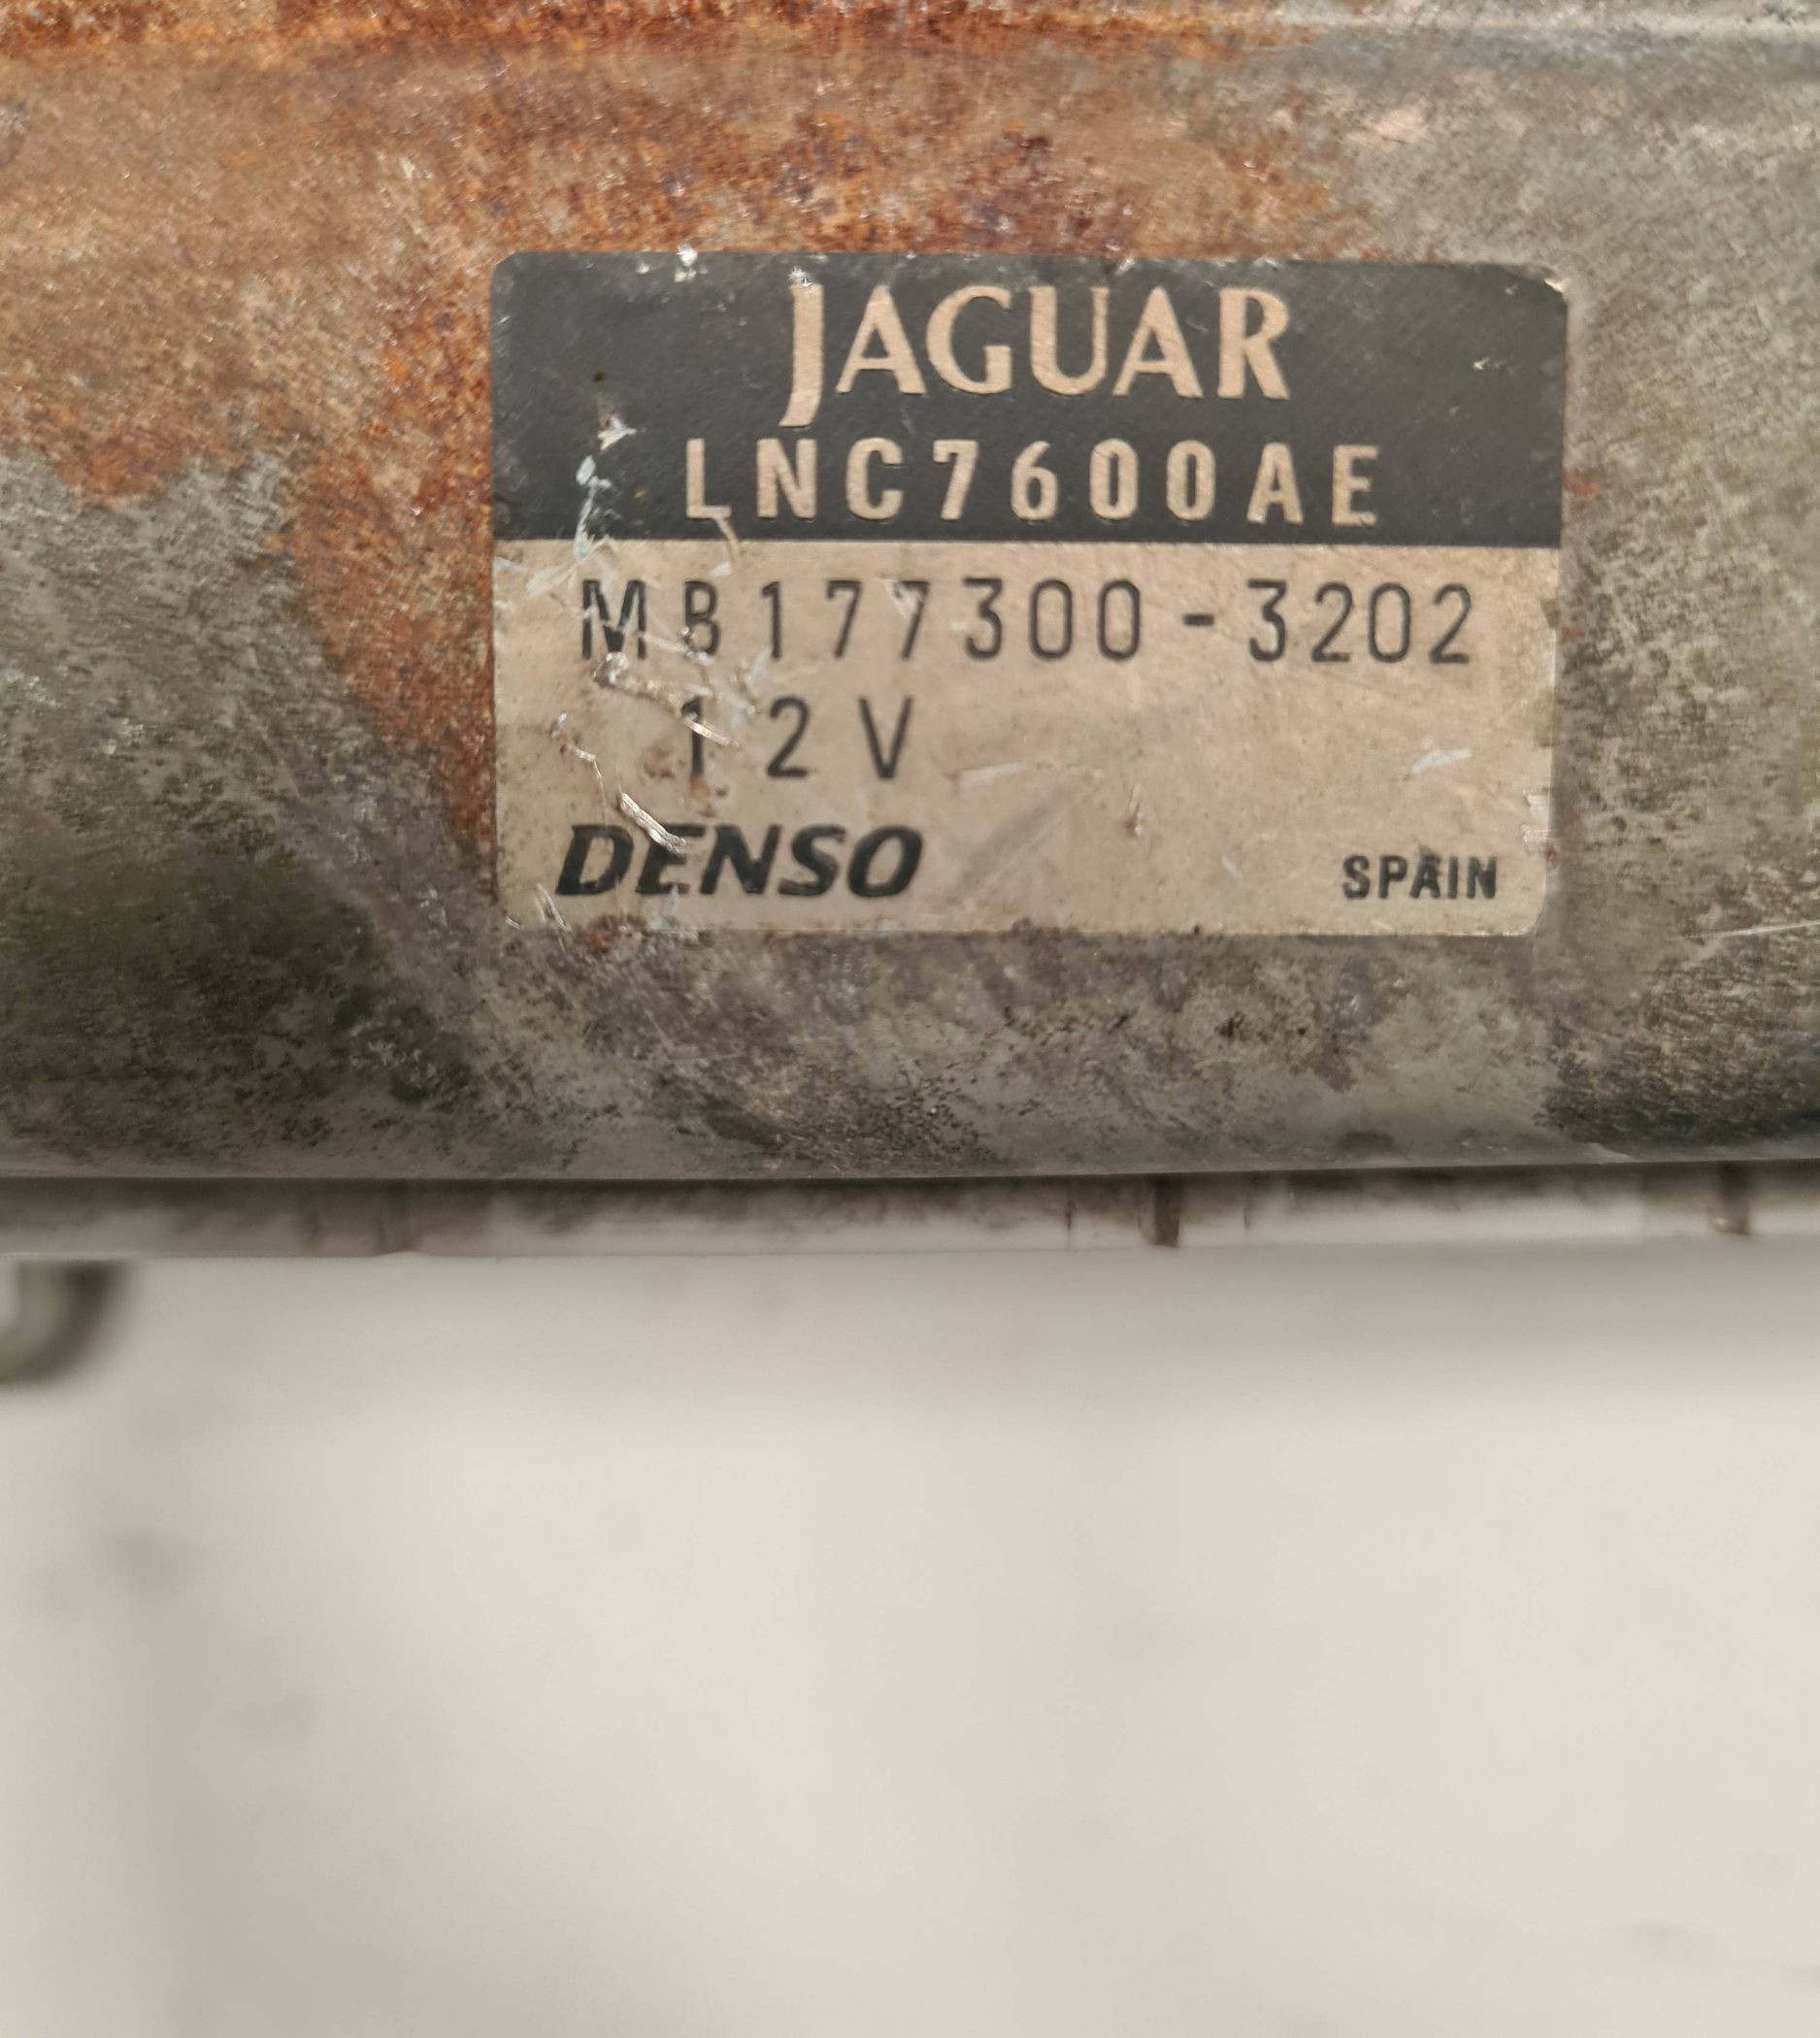 JAGUAR
LNC7600AE
MB177300-3202
12V
DENSO
SPAIN